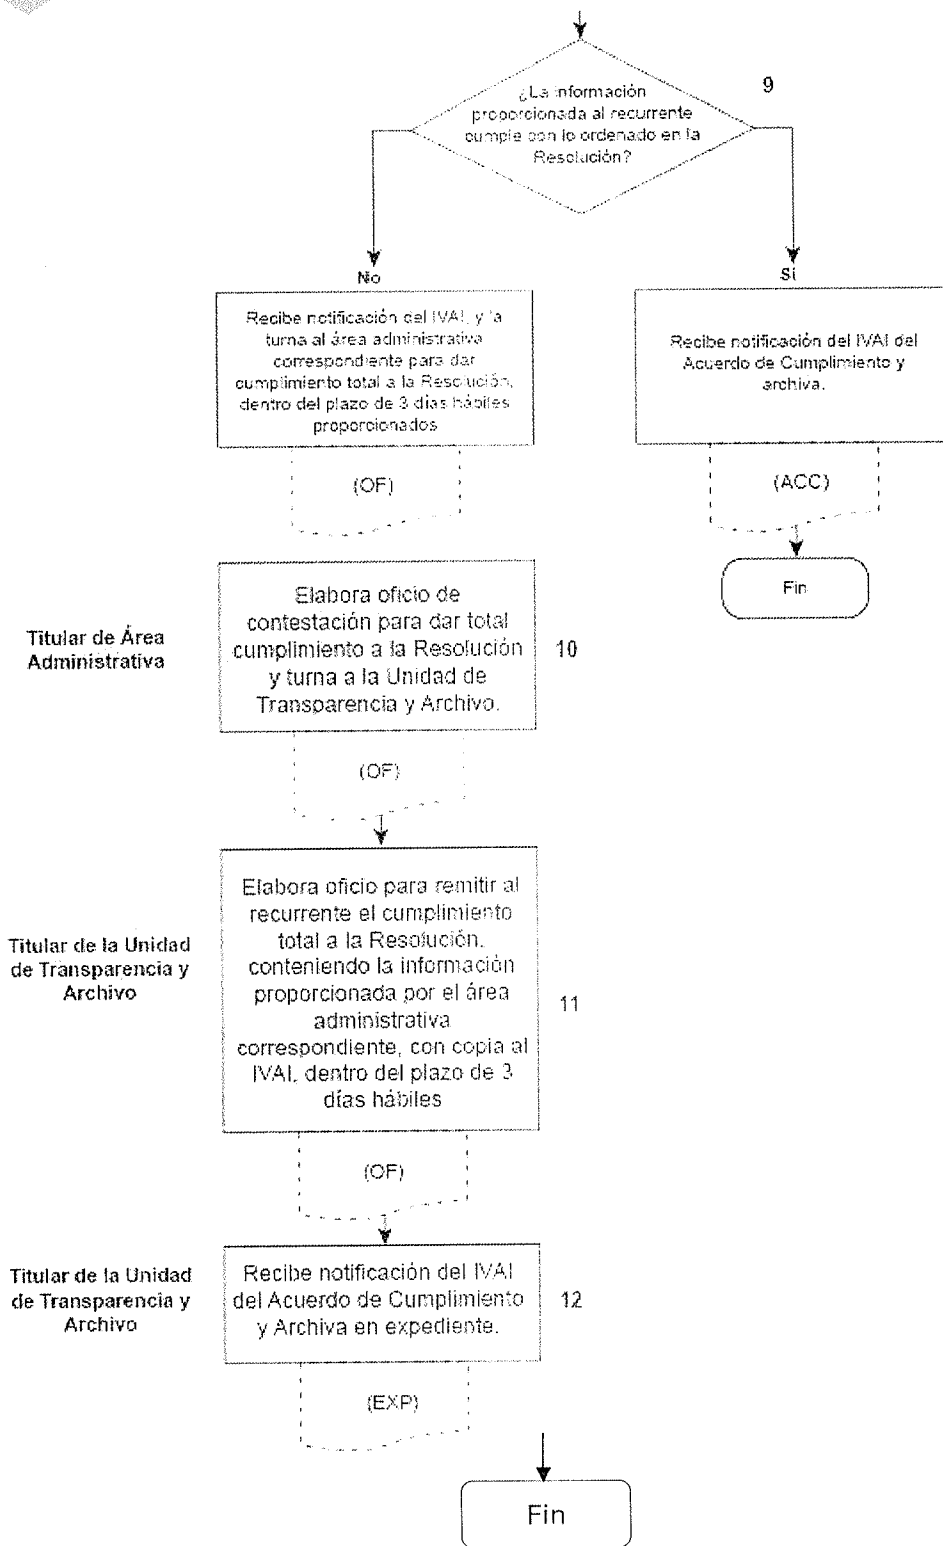 ¿La información
proporcionada al recurrente
cumple con lo ordenado en la
Resolución?
9
No
Si
Recibe notificación del IVAI, y la
turna al área administrativa
correspondiente para dar
cumplimiento total a la Resolución,
dentro del plazo de 3 días hábiles
proporcionados
Recibe notificación del IVAI del
Acuerdo de Cumplimiento y
archiva.
(OF)
(ACC)
Fin
Titular de Área
Administrativa
Elabora oficio de
contestación para dar total
cumplimiento a la Resolución
y turna a la Unidad de
Transparencia y Archivo.
10
(OF)
Titular de la Unidad
de Transparencia y
Archivo
Elabora oficio para remitir al
recurrente el cumplimiento
total a la Resolución,
conteniendo la información
proporcionada por el área
administrativa
correspondiente, con copia al
IVAI, dentro del plazo de 3
días hábiles
11
(OF)
Titular de la Unidad
de Transparencia y
Archivo
Recibe notificación del IVAI
del Acuerdo de Cumplimiento
y Archiva en expediente.
12
(EXP)
Fin